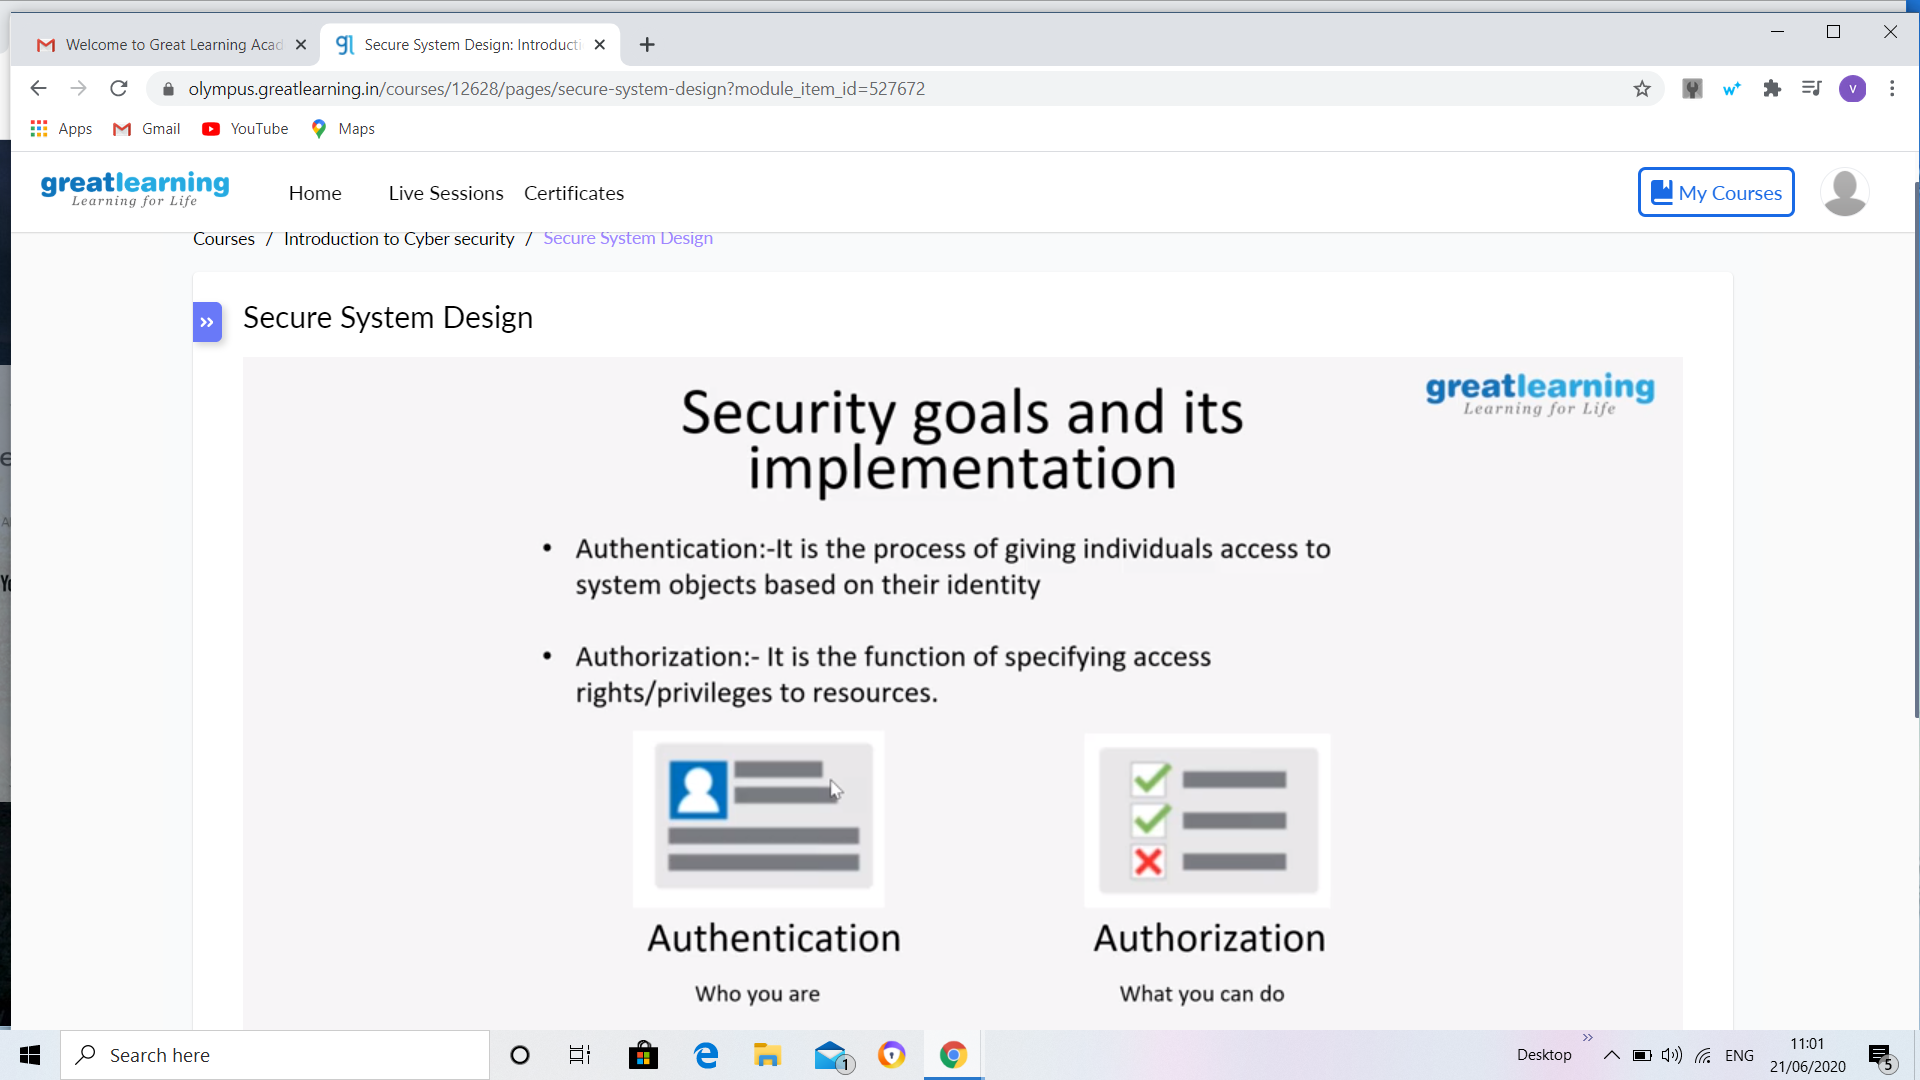 Welcome to Great Learning Acad
Secure System Design: Introducti
olympus.greatlearning.in/courses/12628/pages/secure-system-design?module_item_id=527672
V
Apps
Gmail
YouTube
Maps
greatlearning
Learning for Life
Home
Live Sessions
Certificates
My Courses
Courses / Introduction to Cyber security / Secure System Design
» Secure System Design
greatlearning
Learning for Life
Security goals and its
implementation
• Authentication:-It is the process of giving individuals access to
system objects based on their identity
• Authorization:- It is the function of specifying access
rights/privileges to resources.
Authentication
Authorization
Who you are
What you can do
Search here
1
Desktop
»
ENG
11:01
21/06/2020
5